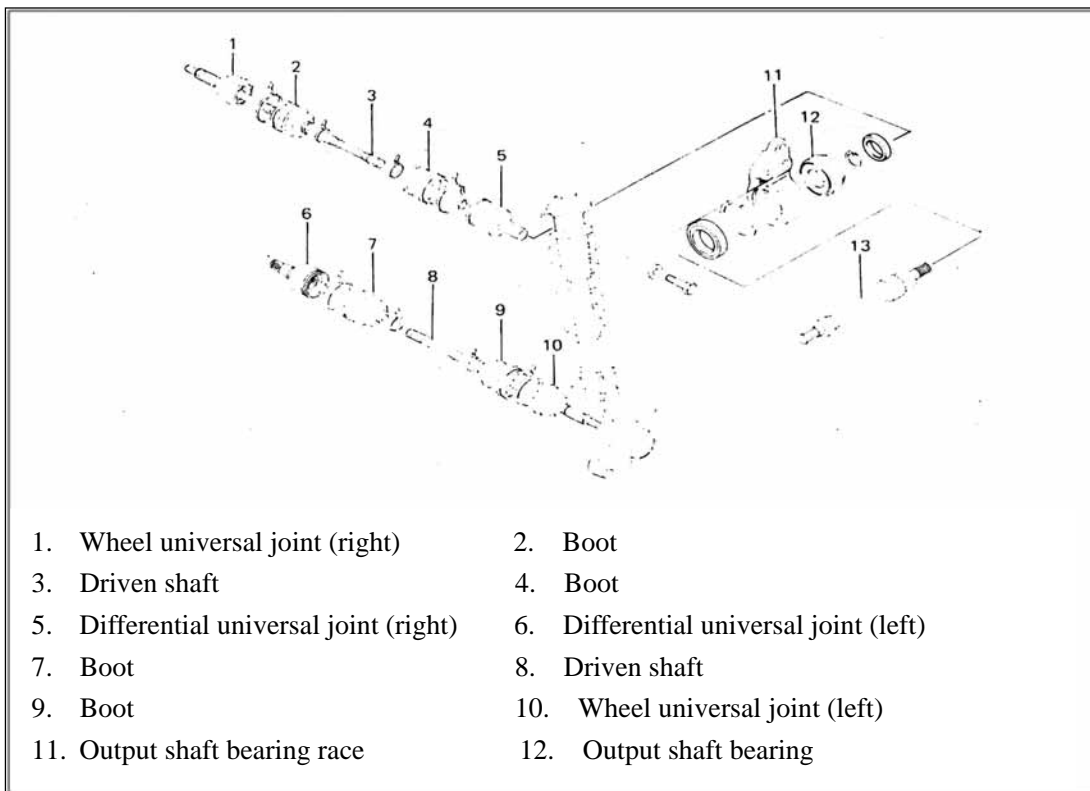 1
2
3
4
5
6
7
8
9
10
11
12
13
1. Wheel universal joint (right) 2. Boot
3. Driven shaft 4. Boot
5. Differential universal joint (right) 6. Differential universal joint (left)
7. Boot 8. Driven shaft
9. Boot 10. Wheel universal joint (left)
11. Output shaft bearing race 12. Output shaft bearing